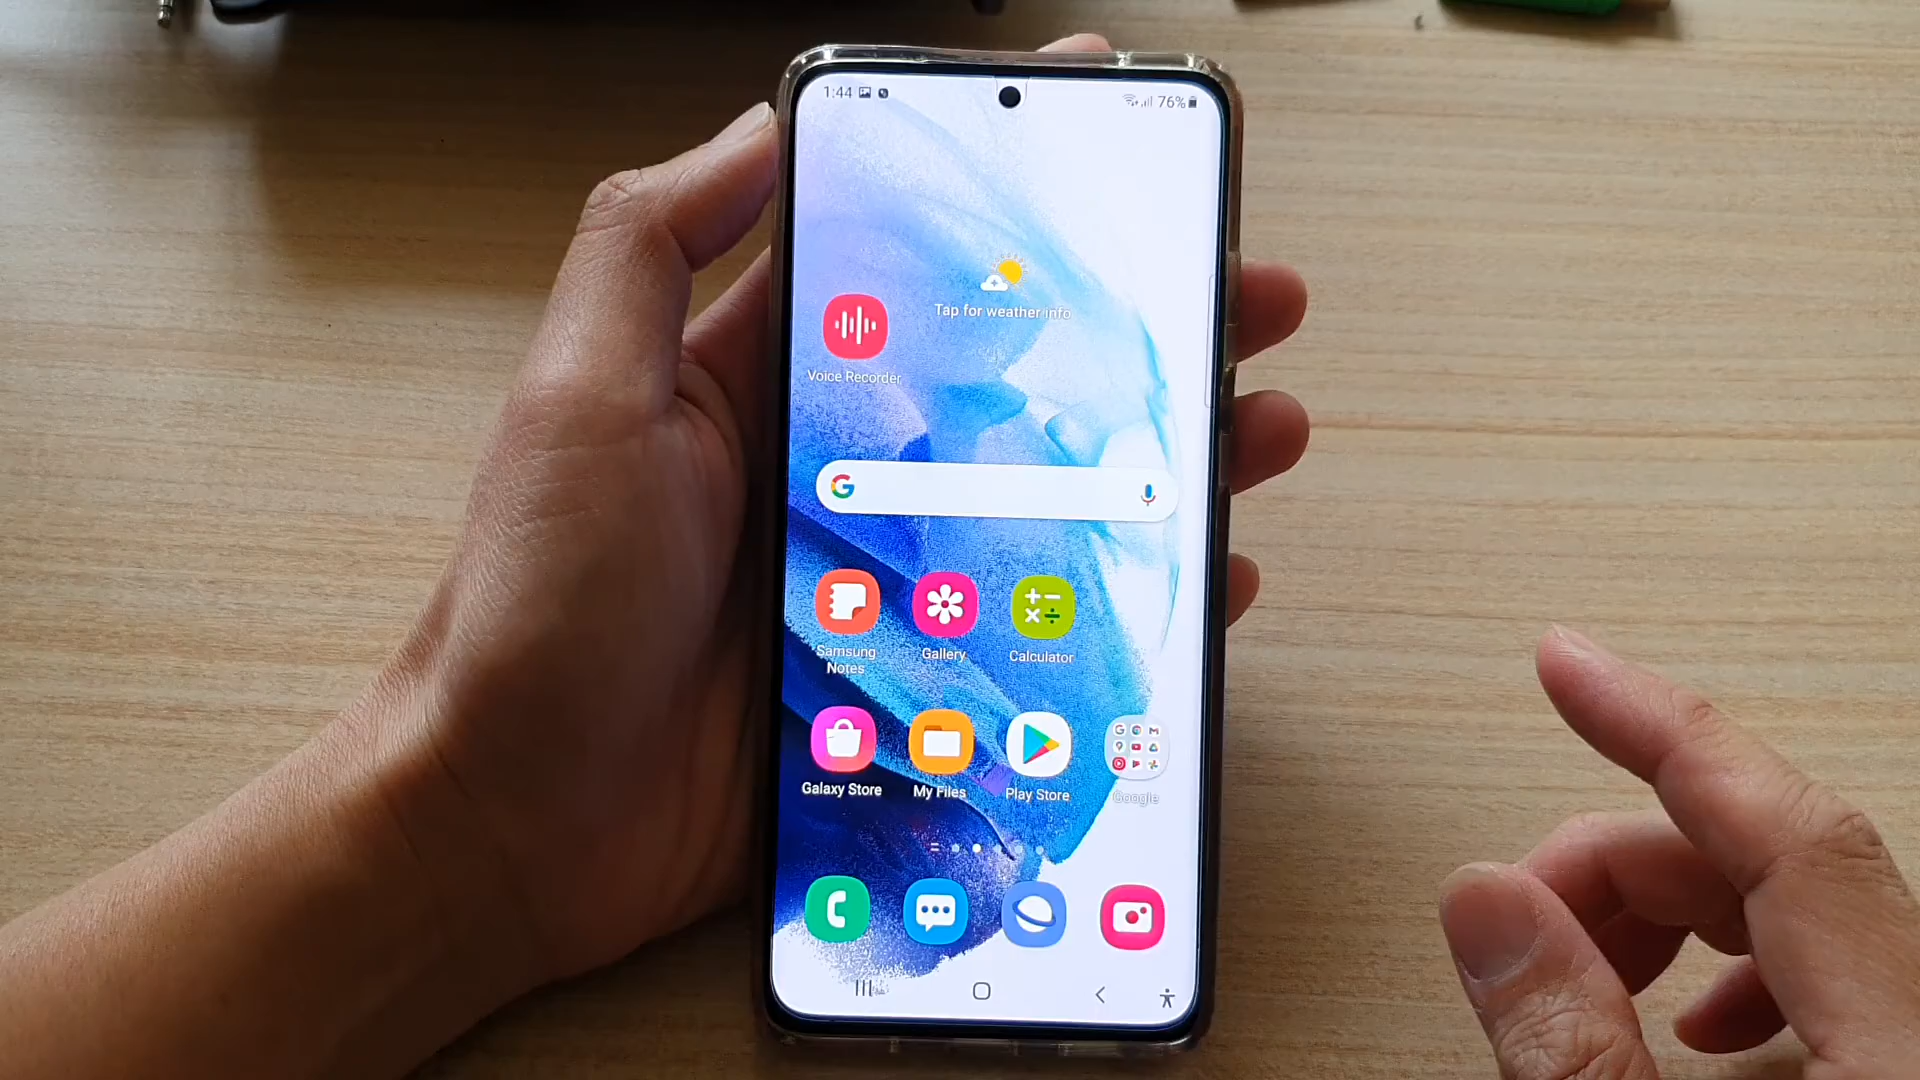 1:44
76%
Tap for weather info
Voice Recorder
G
Samsung
Notes
Gallery
Calculator
Galaxy Store
My Files
Play Store
Google